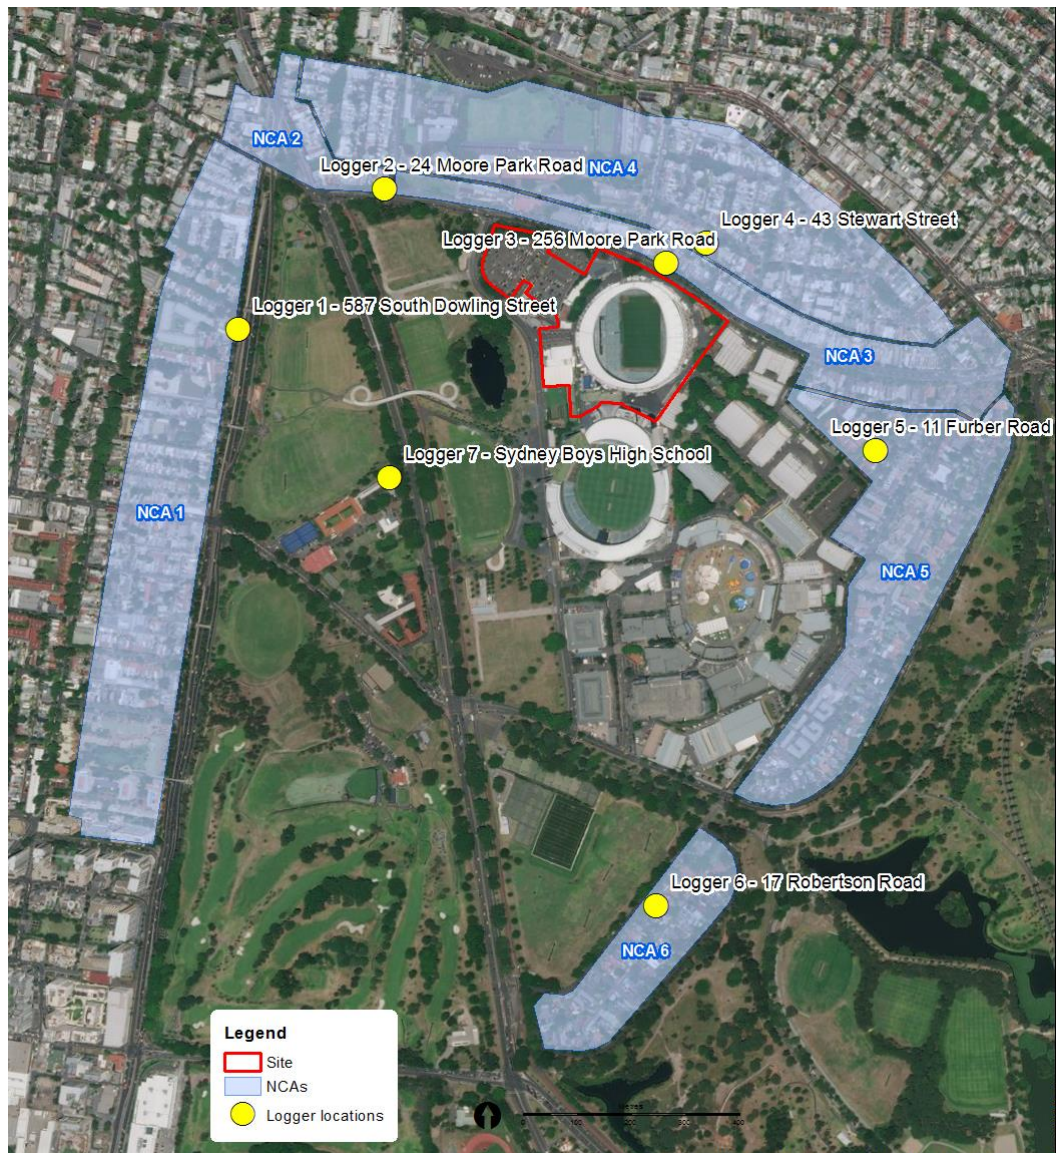 NCA 2
Logger 2 - 24 Moore Park Road
NCA 4
Logger 4 - 43 Stewart Street
Logger 3 - 256 Moore Park Road
Logger 1 - 587 South Dowling Street
NCA 3
Logger 5 - 11 Furber Road
Logger 7 - Sydney Boys High School
NCA 1
NCA 5
Logger 6 - 17 Robertson Road
NCA 6
Legend
Site
NCAs
Logger locations